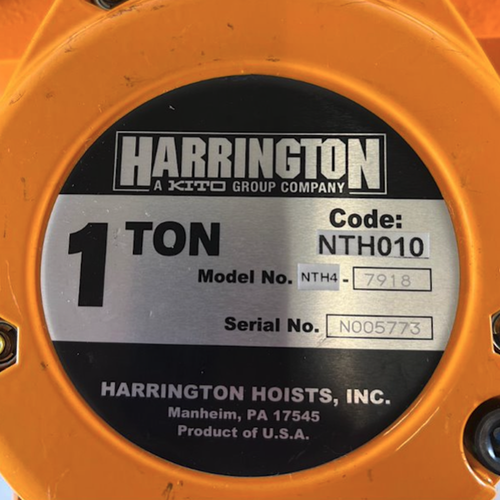 HARRINGTON
A KITO GROUP COMPANY
1 TON
Code:
NTH010
Model No. NTH4 - 7918
Serial No. N005773
HARRINGTON HOISTS, INC.
Manheim, PA 17545
Product of U.S.A.